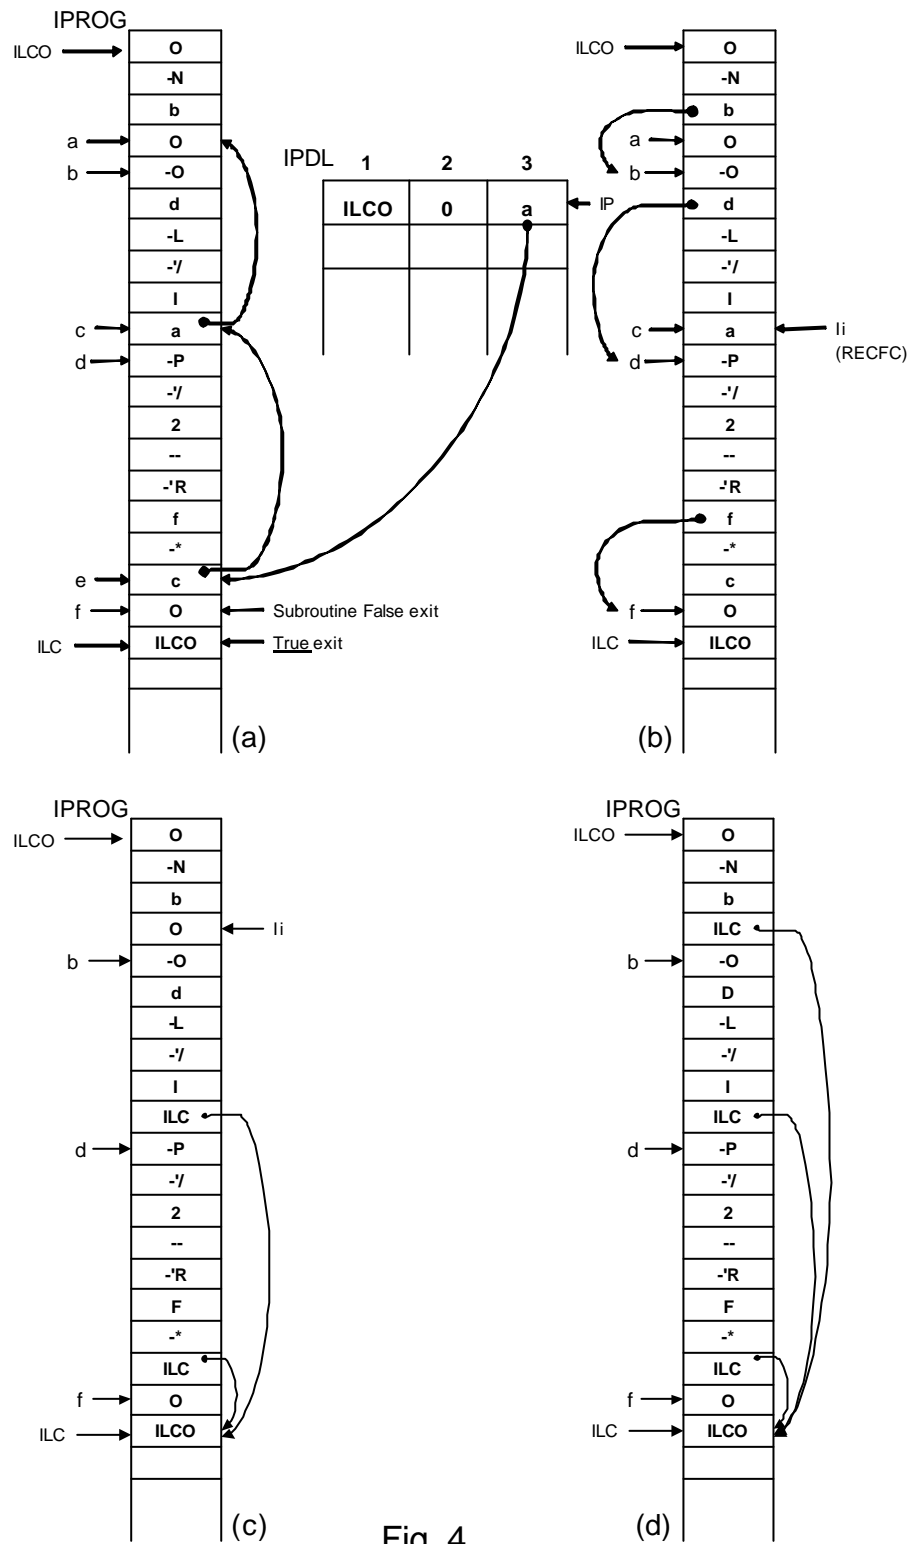 IPROG
ILCO
O
-N
b
a
O
b
-O
d
-L
-'/
I
c
a
d
-P
-'/
2
--
-'R
f
-*
e
c
f
O
Subroutine False exit
ILC
ILCO
True exit
(a)
IPDL
1
2
3
ILCO
0
a
IP
ILCO
O
-N
b
a
O
b
-O
d
-L
-'/
I
c
a
Ii
(RECFC)
d
-P
-'/
2
--
-'R
f
-*
c
f
O
ILC
ILCO
(b)
IPROG
ILCO
O
-N
b
O
Ii
b
-O
d
-L
-'/
I
ILC
d
-P
-'/
2
--
-'R
F
-*
ILC
f
O
ILC
ILCO
(c)
IPROG
ILCO
O
-N
b
ILC
b
-O
D
-L
-'/
I
ILC
d
-P
-'/
2
--
-'R
F
-*
ILC
f
O
ILC
ILCO
(d)
Fig. 4